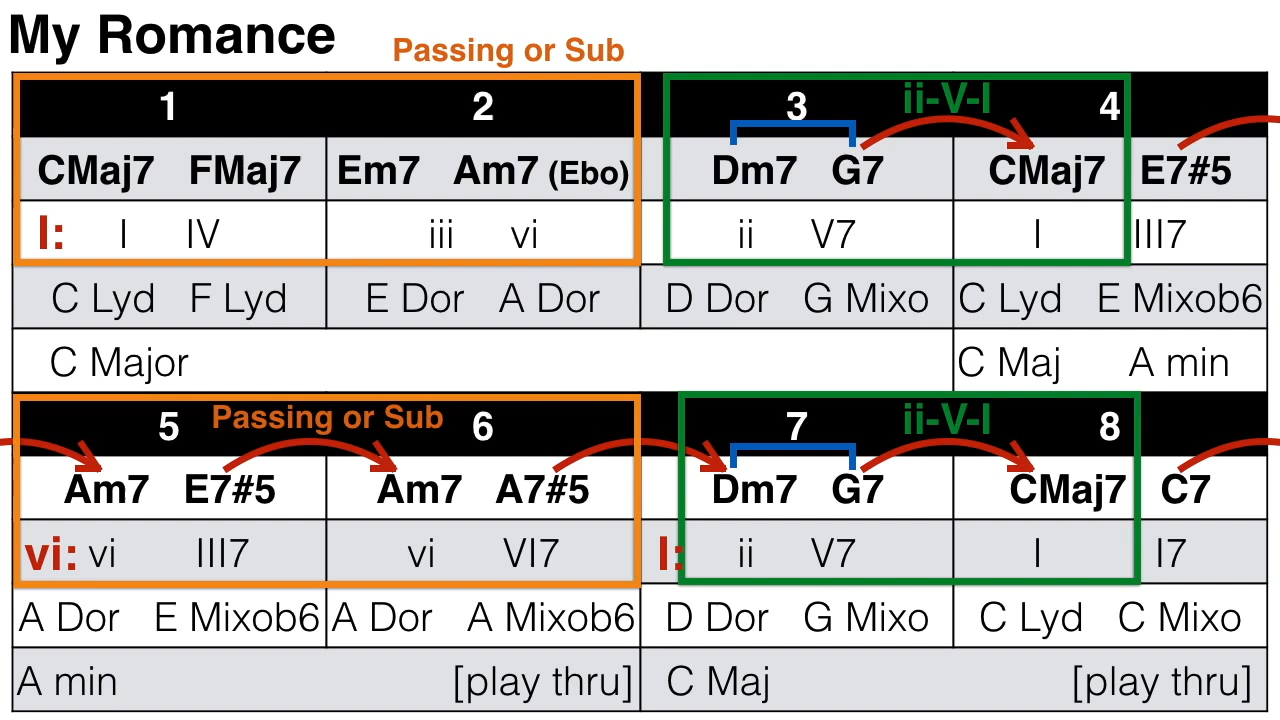 My Romance
Passing or Sub
1 2 3 ii-V-I 4
CMaj7 FMaj7 Em7 Am7 (Ebo) Dm7 G7 CMaj7 E7#5
I: I IV iii vi ii V7 I III7
C Lyd F Lyd E Dor A Dor D Dor G Mixo C Lyd E Mixob6
C Major C Maj A min
5 Passing or Sub 6 7 ii-V-I 8
Am7 E7#5 Am7 A7#5 Dm7 G7 CMaj7 C7
vi: vi III7 vi VI7 I: ii V7 I I7
A Dor E Mixob6 A Dor A Mixob6 D Dor G Mixo C Lyd C Mixo
A min [play thru] C Maj [play thru]